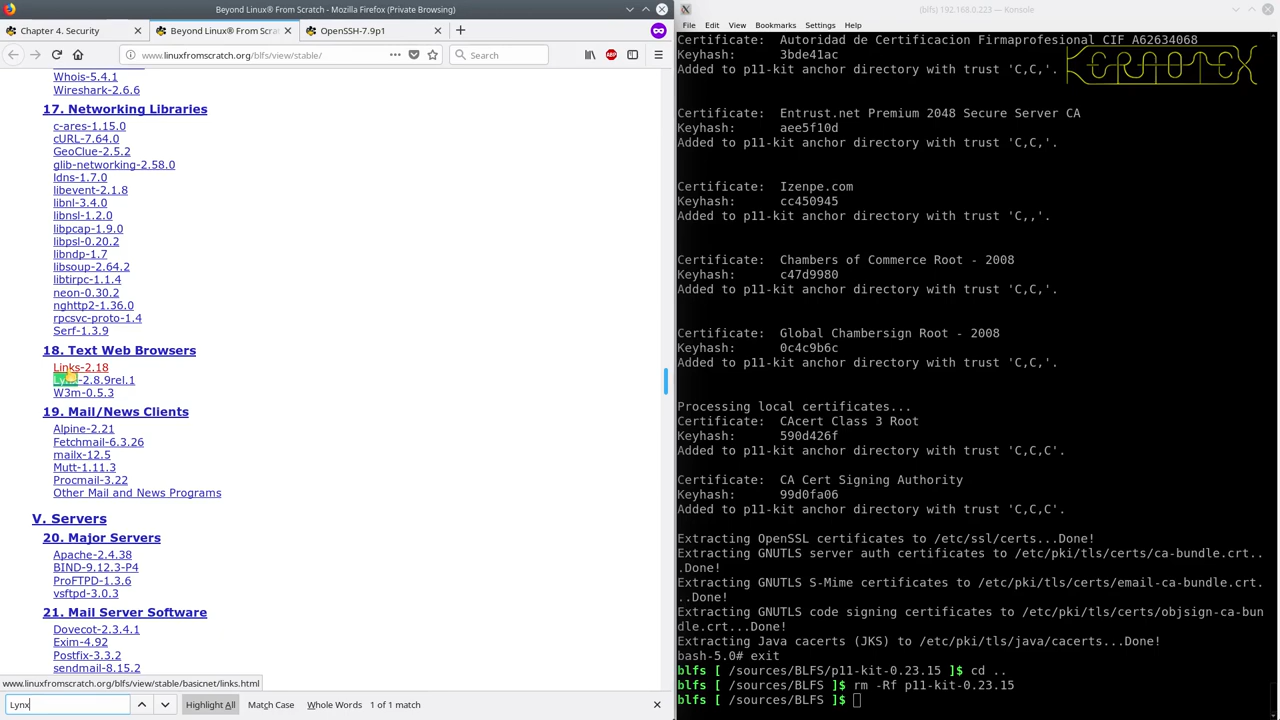 Beyond Linux® From Scratch - Mozilla Firefox (Private Browsing)
Chapter 4. Security
Beyond Linux® From Scra
OpenSSH-7.9p1
www.linuxfromscratch.org/blfs/view/stable/
Search
Whois-5.4.1
Wireshark-2.6.6
17. Networking Libraries
c-ares-1.15.0
cURL-7.64.0
GeoClue-2.5.2
glib-networking-2.58.0
ldns-1.7.0
libevent-2.1.8
libnl-3.4.0
libnsl-1.2.0
libpcap-1.9.0
libpsl-0.20.2
libndp-1.7
libsoup-2.64.2
libtirpc-1.1.4
neon-0.30.2
nghttp2-1.36.0
rpcsvc-proto-1.4
Serf-1.3.9
18. Text Web Browsers
Links-2.18
Lynx-2.8.9rel.1
W3m-0.5.3
19. Mail/News Clients
Alpine-2.21
Fetchmail-6.3.26
mailx-12.5
Mutt-1.11.3
Procmail-3.22
Other Mail and News Programs
V. Servers
20. Major Servers
Apache-2.4.38
BIND-9.12.3-P4
ProFTPD-1.3.6
vsftpd-3.0.3
21. Mail Server Software
Dovecot-2.3.4.1
Exim-4.92
Postfix-3.3.2
sendmail-8.15.2
www.linuxfromscratch.org/blfs/view/stable/basicnet/links.html
Lynx
Highlight All
Match Case
Whole Words
1 of 1 match
(blfs) 192.168.0.223 — Konsole
File Edit View Bookmarks Settings Help
Certificate: Autoridad de Certificacion Firmaprofesional CIF A62634068
Keyhash: 3bde41ac
Added to p11-kit anchor directory with trust 'C,C,'.
Certificate: Entrust.net Premium 2048 Secure Server CA
Keyhash: aee5f10d
Added to p11-kit anchor directory with trust 'C,C,'.
Certificate: Izenpe.com
Keyhash: cc450945
Added to p11-kit anchor directory with trust 'C,,'.
Certificate: Chambers of Commerce Root - 2008
Keyhash: c47d9980
Added to p11-kit anchor directory with trust 'C,C,'.
Certificate: Global Chambersign Root - 2008
Keyhash: 0c4c9b6c
Added to p11-kit anchor directory with trust 'C,C,'.
Processing local certificates...
Certificate: CAcert Class 3 Root
Keyhash: 590d426f
Added to p11-kit anchor directory with trust 'C,C,C'.
Certificate: CA Cert Signing Authority
Keyhash: 99d0fa06
Added to p11-kit anchor directory with trust 'C,C,C'.
Extracting OpenSSL certificates to /etc/ssl/certs...Done!
Extracting GNUTLS server auth certificates to /etc/pki/tls/certs/ca-bundle.crt..
.Done!
Extracting GNUTLS S-Mime certificates to /etc/pki/tls/certs/email-ca-bundle.crt.
..Done!
Extracting GNUTLS code signing certificates to /etc/pki/tls/certs/objsign-ca-bun
dle.crt...Done!
Extracting Java cacerts (JKS) to /etc/pki/tls/java/cacerts...Done!
bash-5.0# exit
blfs [ /sources/BLFS/p11-kit-0.23.15 ]$ cd ..
blfs [ /sources/BLFS ]$ rm -Rf p11-kit-0.23.15
blfs [ /sources/BLFS ]$